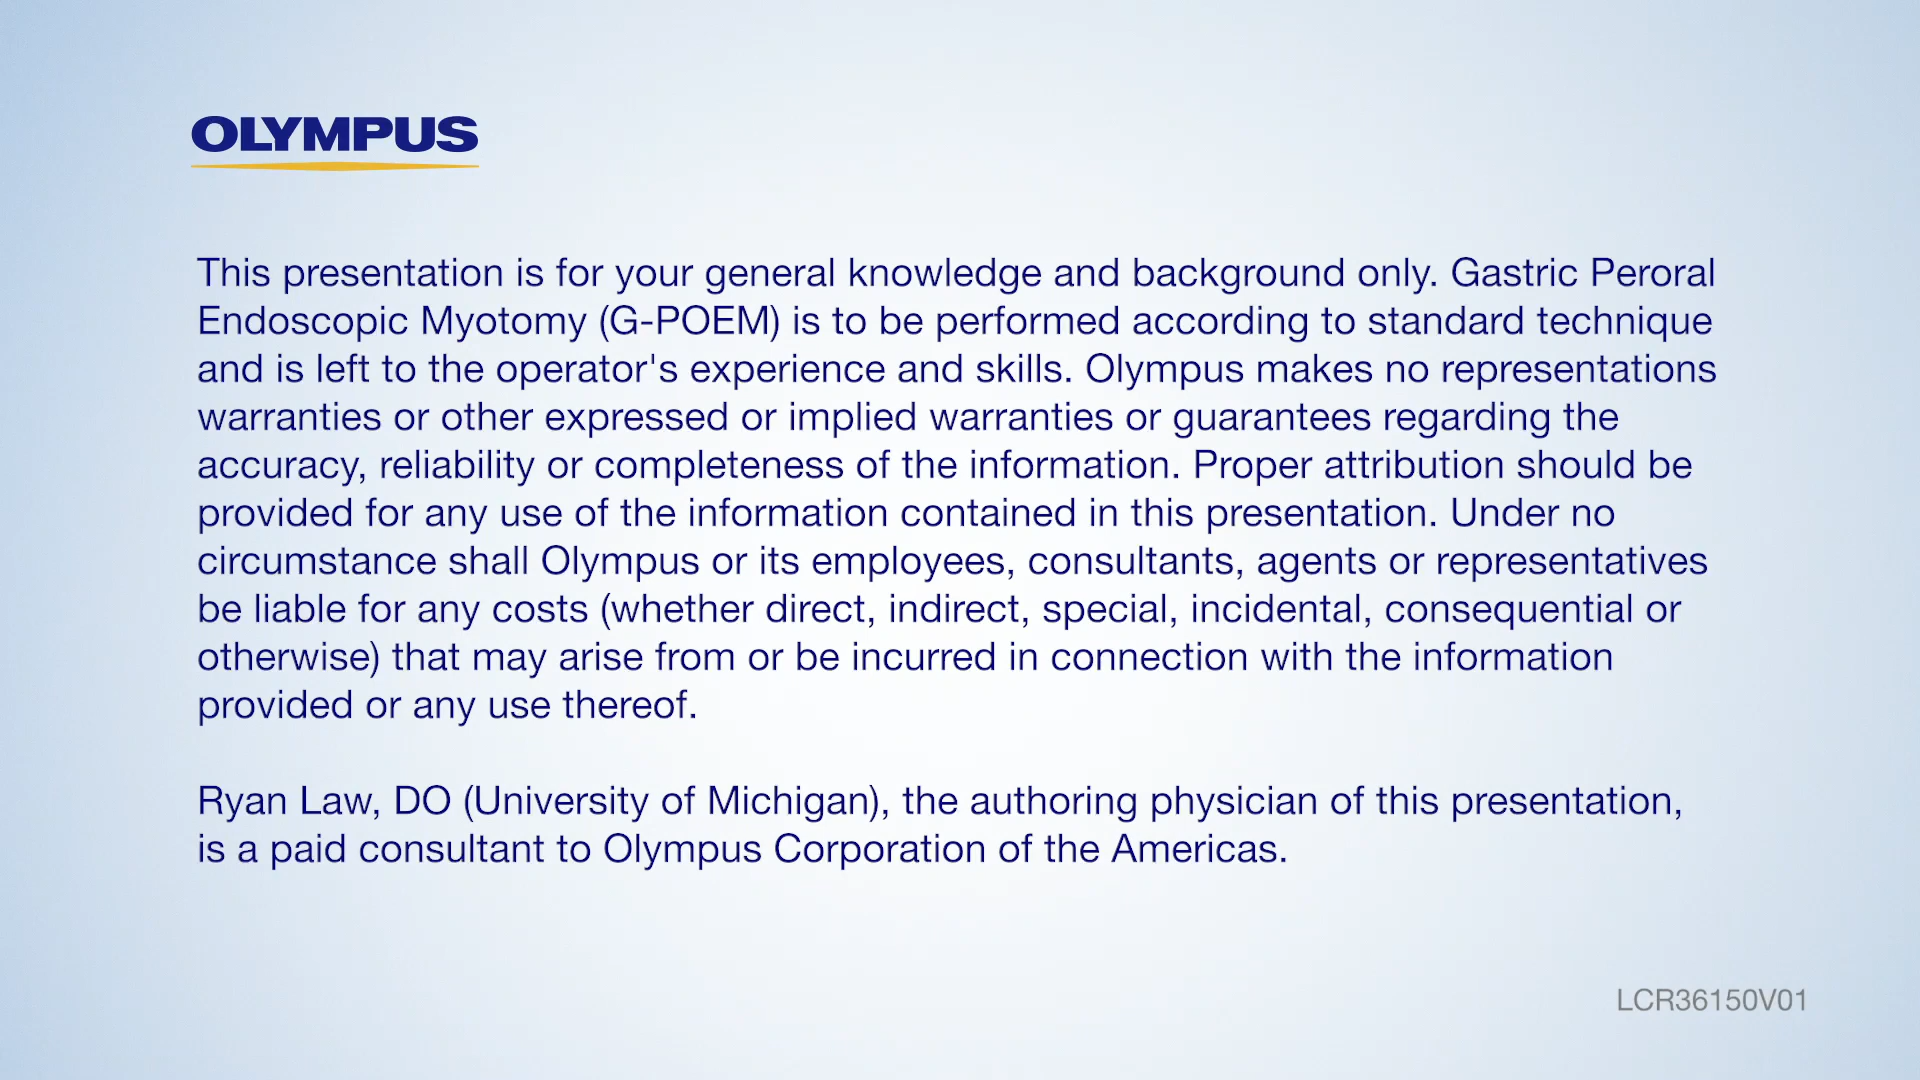 OLYMPUS
This presentation is for your general knowledge and background only. Gastric Peroral
Endoscopic Myotomy (G-POEM) is to be performed according to standard technique
and is left to the operator's experience and skills. Olympus makes no representations
warranties or other expressed or implied warranties or guarantees regarding the
accuracy, reliability or completeness of the information. Proper attribution should be
provided for any use of the information contained in this presentation. Under no
circumstance shall Olympus or its employees, consultants, agents or representatives
be liable for any costs (whether direct, indirect, special, incidental, consequential or
otherwise) that may arise from or be incurred in connection with the information
provided or any use thereof.
Ryan Law, DO (University of Michigan), the authoring physician of this presentation,
is a paid consultant to Olympus Corporation of the Americas.
LCR36150V01